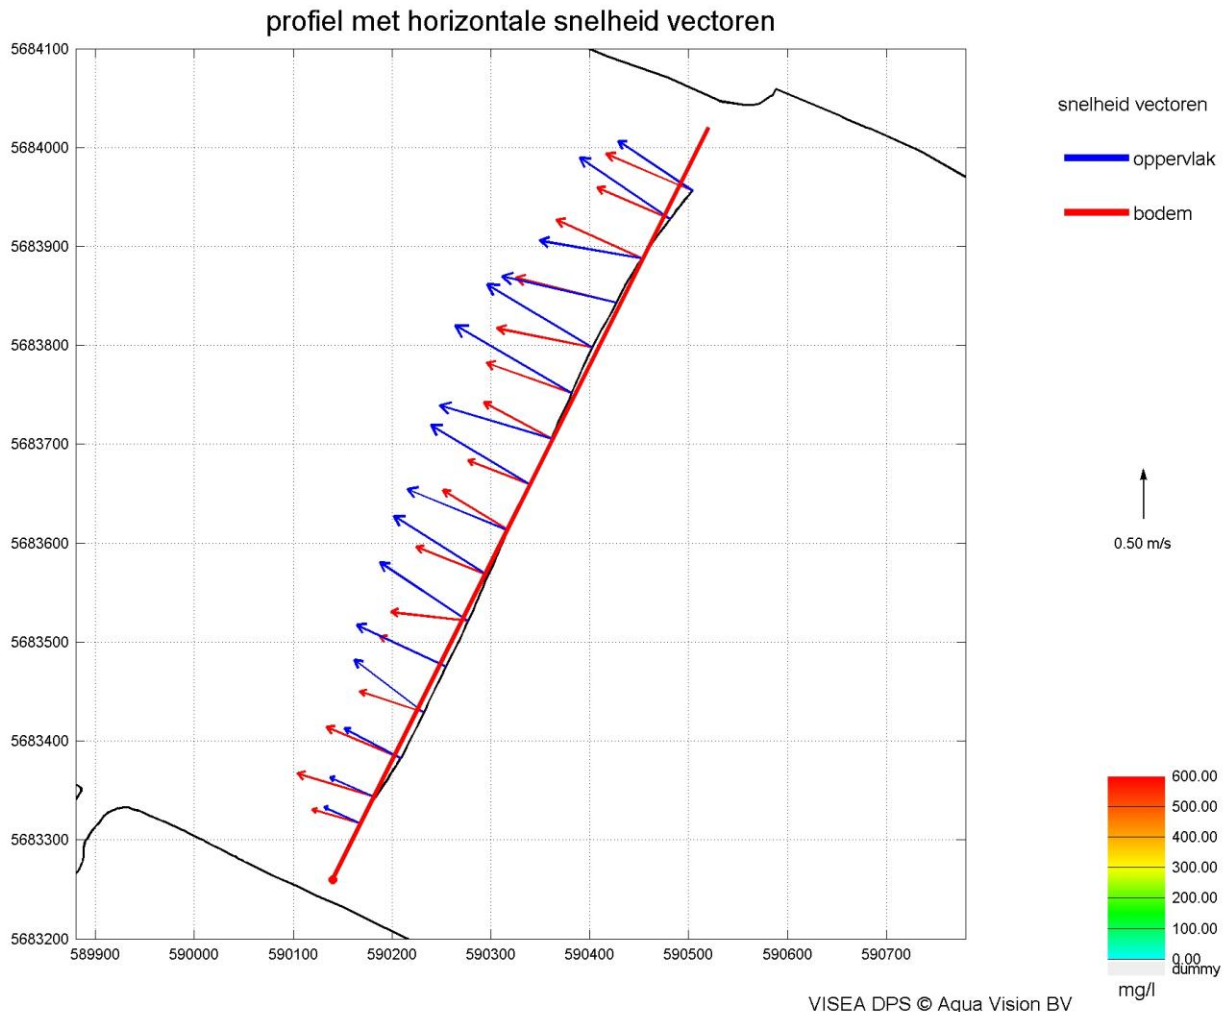 profiel met horizontale snelheid vectoren
5684100
5684000
5683900
5683800
5683700
5683600
5683500
5683400
5683300
5683200
589900 590000 590100 590200 590300 590400 590500 590600 590700
snelheid vectoren
oppervlak
bodem
0.50 m/s
600.00
500.00
400.00
300.00
200.00
100.00
0.00
dummy
mg/l
VISEA DPS © Aqua Vision BV